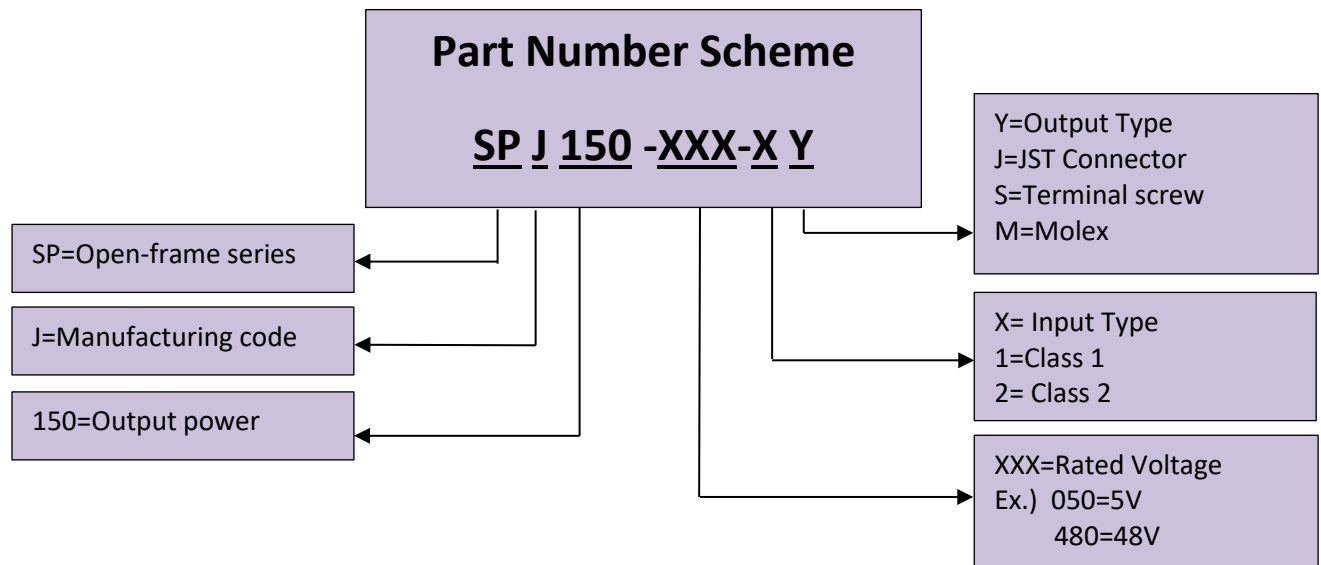 Part Number Scheme
SP J 150 -XXX-X Y
SP=Open-frame series
J=Manufacturing code
150=Output power
Y=Output Type
J=JST Connector
S=Terminal screw
M=Molex
X= Input Type
1=Class 1
2= Class 2
XXX=Rated Voltage
Ex.) 050=5V
480=48V